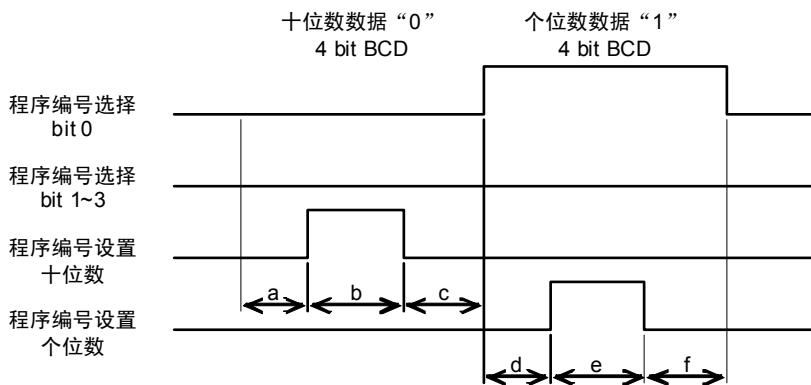 十位数数据“0”
4 bit BCD
个位数数据“1”
4 bit BCD
程序编号选择
bit 0
程序编号选择
bit 1~3
程序编号设置
十位数
a
b
c
程序编号设置
个位数
d
e
f